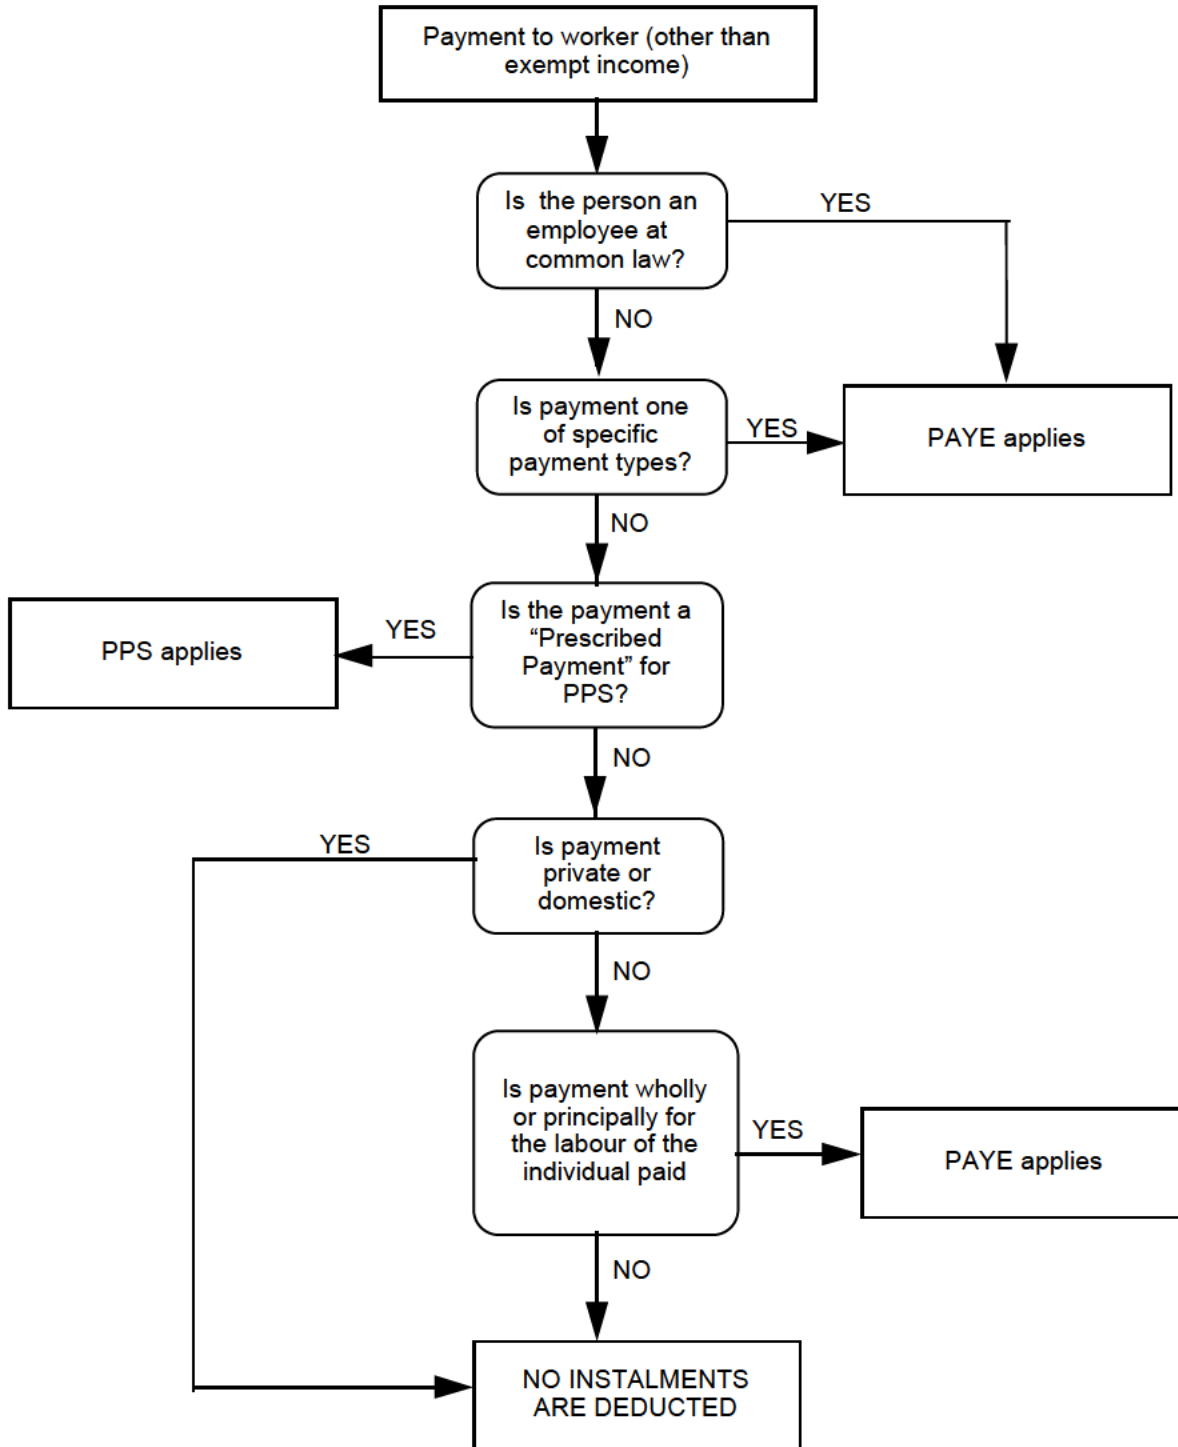 Payment to worker (other than
exempt income)
Is the person an
employee at
common law?
YES
NO
Is payment one
of specific
payment types?
YES
PAYE applies
NO
Is the payment a
“Prescribed
Payment” for
PPS?
YES
PPS applies
NO
Is payment
private or
domestic?
YES
NO
Is payment wholly
or principally for
the labour of the
individual paid
YES
PAYE applies
NO
NO INSTALMENTS
ARE DEDUCTED